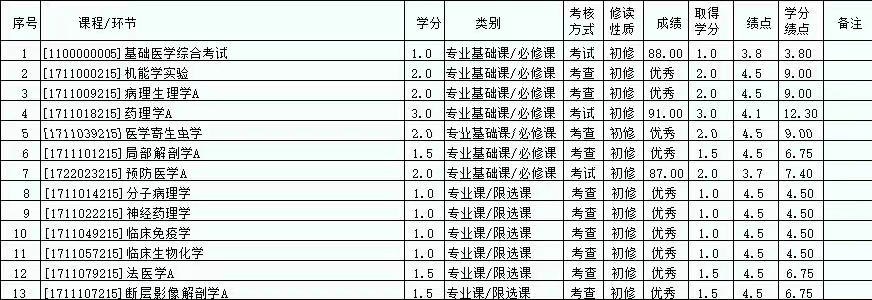 序号 课程/环节 学分 类别 考核方式 修读性质 成绩 取得学分 绩点 学分绩点 备注
1 [1100000005]基础医学综合考试 1.0 专业基础课/必修课 考试 初修 88.00 1.0 3.8 3.80
2 [1711000215]机能学实验 2.0 专业基础课/必修课 考查 初修 优秀 2.0 4.5 9.00
3 [1711009215]病理生理学A 2.0 专业基础课/必修课 考查 初修 优秀 2.0 4.5 9.00
4 [1711018215]药理学A 3.0 专业基础课/必修课 考试 初修 91.00 3.0 4.1 12.30
5 [1711039215]医学寄生虫学 2.0 专业基础课/必修课 考查 初修 优秀 2.0 4.5 9.00
6 [1711101215]局部解剖学A 1.5 专业基础课/必修课 考查 初修 优秀 1.5 4.5 6.75
7 [1722023215]预防医学A 2.0 专业基础课/必修课 考试 初修 87.00 2.0 3.7 7.40
8 [1711014215]分子病理学 1.0 专业课/限选课 考查 初修 优秀 1.0 4.5 4.50
9 [1711022215]神经药理学 1.0 专业课/限选课 考查 初修 优秀 1.0 4.5 4.50
10 [1711049215]临床免疫学 1.0 专业课/限选课 考查 初修 优秀 1.0 4.5 4.50
11 [1711057215]临床生物化学 1.0 专业课/限选课 考查 初修 优秀 1.0 4.5 4.50
12 [1711079215]法医学A 1.5 专业课/限选课 考查 初修 优秀 1.5 4.5 6.75
13 [1711107215]断层影像解剖学A 1.5 专业课/限选课 考查 初修 优秀 1.5 4.5 6.75